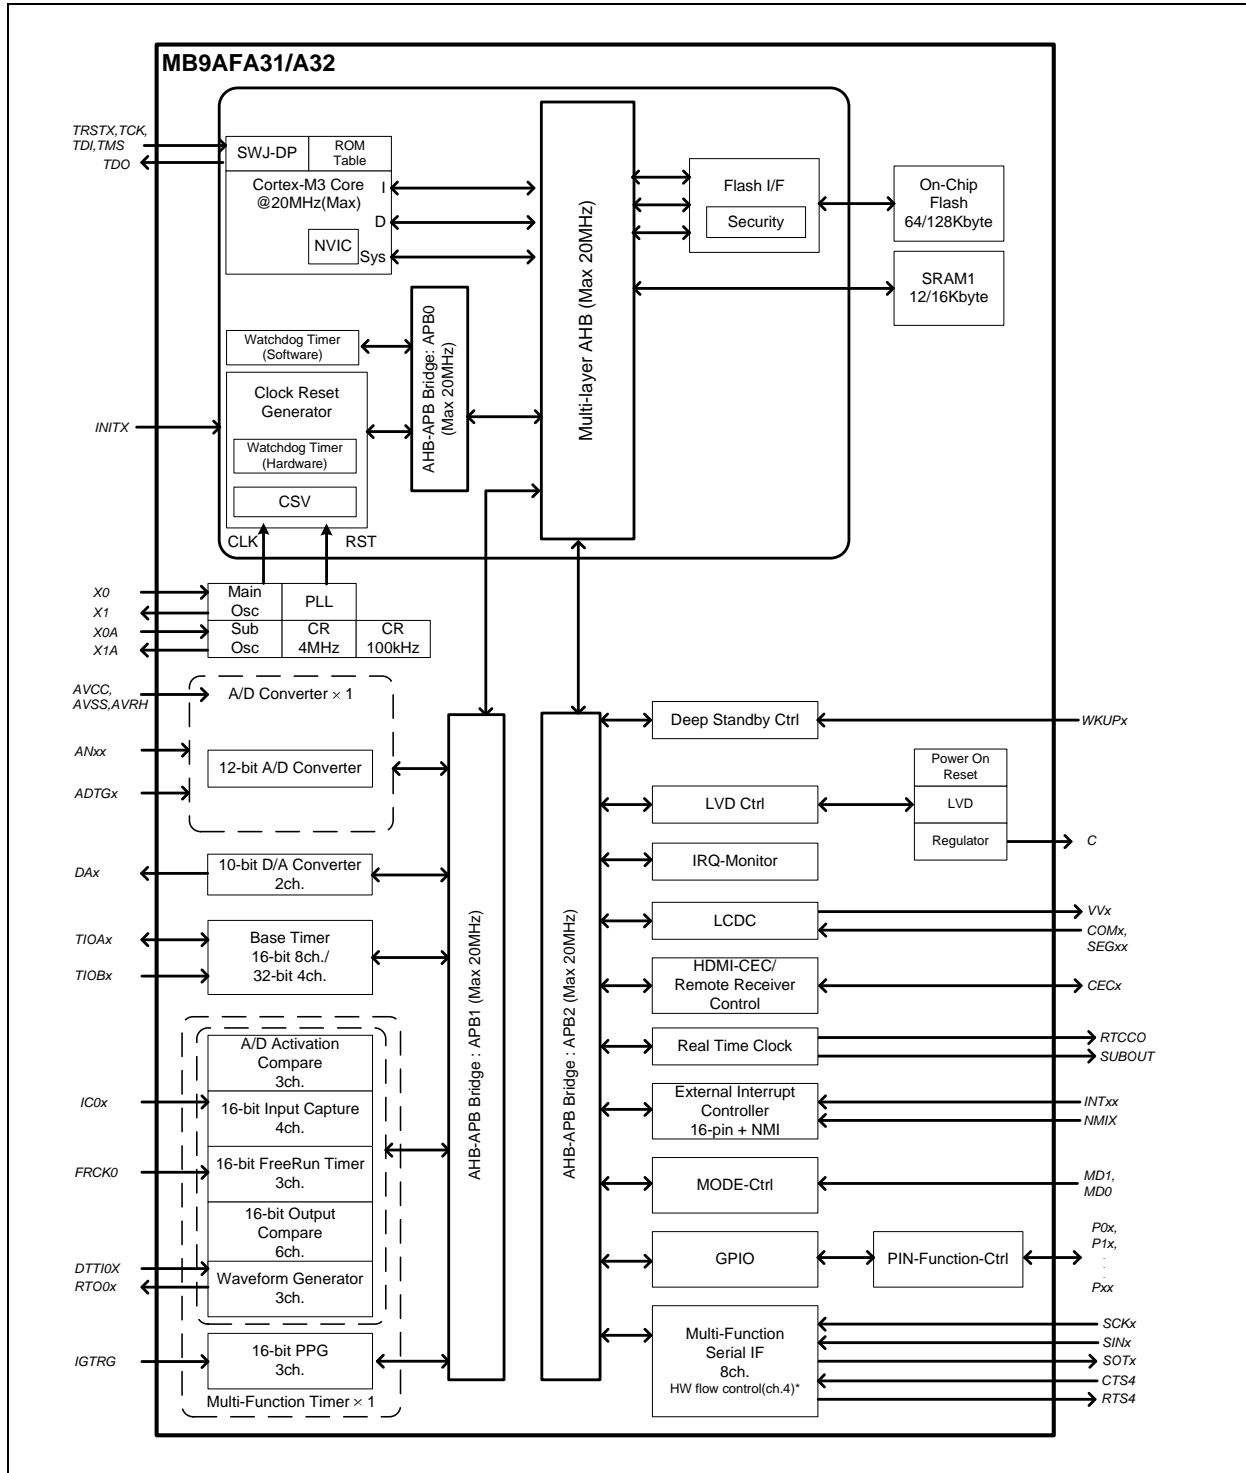 MB9AFA31/A32
TRSTX,TCK,
TDI,TMS
TDO
SWJ-DP
ROM
Table
Cortex-M3 Core
@20MHz(Max)
I
D
NVIC
Sys
Multi-layer AHB (Max 20MHz)
Flash I/F
Security
On-Chip
Flash
64/128Kbyte
SRAM1
12/16Kbyte
Watchdog Timer
(Software)
AHB-APB Bridge: APB0
(Max 20MHz)
Clock Reset
Generator
INITX
Watchdog Timer
(Hardware)
CSV
CLK
RST
X0
X1
X0A
X1A
Main
Osc
PLL
Sub
Osc
CR
4MHz
CR
100kHz
AVCC,
AVSS,AVRH
A/D Converter × 1
ANxx
12-bit A/D Converter
ADTGx
DAx
10-bit D/A Converter
2ch.
TIOAx
TIOBx
Base Timer
16-bit 8ch./
32-bit 4ch.
A/D Activation
Compare
3ch.
IC0x
16-bit Input Capture
4ch.
FRCK0
16-bit FreeRun Timer
3ch.
16-bit Output
Compare
6ch.
DTTI0X
RTO0x
Waveform Generator
3ch.
IGTRG
16-bit PPG
3ch.
Multi-Function Timer × 1
AHB-APB Bridge : APB1 (Max 20MHz)
AHB-APB Bridge : APB2 (Max 20MHz)
Deep Standby Ctrl
WKUPx
Power On
Reset
LVD Ctrl
LVD
Regulator
C
IRQ-Monitor
LCDC
VVx
COMx,
SEGxx
HDMI-CEC/
Remote Receiver
Control
CECx
Real Time Clock
RTCCO
SUBOUT
External Interrupt
Controller
16-pin + NMI
INTxx
NMIX
MODE-Ctrl
MD1,
MD0
GPIO
PIN-Function-Ctrl
P0x,
P1x,
.
.
.
Pxx
Multi-Function
Serial IF
8ch.
HW flow control(ch.4)*
SCKx
SINx
SOTx
CTS4
RTS4